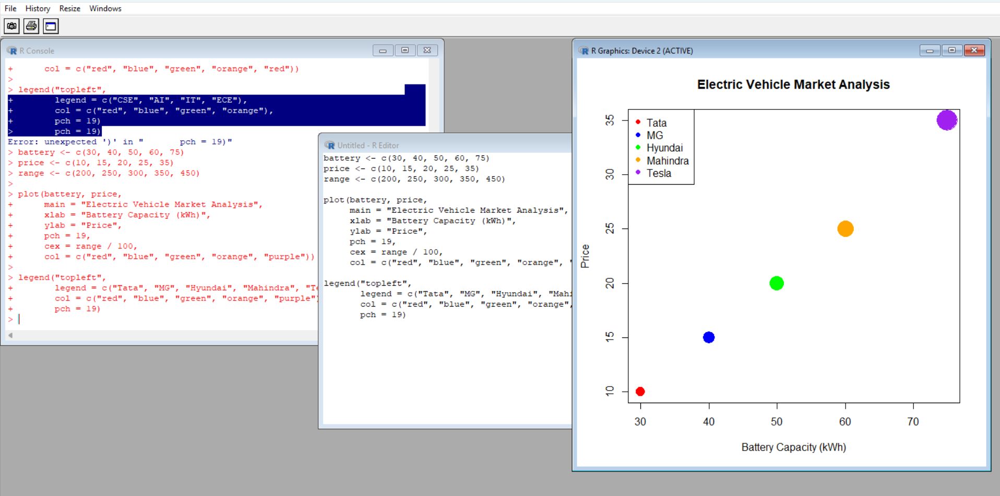 File History Resize Windows
R Console
+      col = c("red", "blue", "green", "orange", "red"))
>
> legend("topleft",
+        legend = c("CSE", "AI", "IT", "ECE"),
+        col = c("red", "blue", "green", "orange"),
+        pch = 19)
>        pch = 19)
Error: unexpected ')' in "       pch = 19)"
> battery <- c(30, 40, 50, 60, 75)
> price <- c(10, 15, 20, 25, 35)
> range <- c(200, 250, 300, 350, 450)
>
> plot(battery, price,
+      main = "Electric Vehicle Market Analysis",
+      xlab = "Battery Capacity (kWh)",
+      ylab = "Price",
+      pch = 19,
+      cex = range / 100,
+      col = c("red", "blue", "green", "orange", "purple"))
>
> legend("topleft",
+        legend = c("Tata", "MG", "Hyundai", "Mahindra", "Te
+        col = c("red", "blue", "green", "orange", "purple")
+        pch = 19)
>
Untitled - R Editor
battery <- c(30, 40, 50, 60, 75)
price <- c(10, 15, 20, 25, 35)
range <- c(200, 250, 300, 350, 450)
plot(battery, price,
     main = "Electric Vehicle Market Analysis",
     xlab = "Battery Capacity (kWh)",
     ylab = "Price",
     pch = 19,
     cex = range / 100,
     col = c("red", "blue", "green", "orange", "
legend("topleft",
       legend = c("Tata", "MG", "Hyundai", "Mahi
       col = c("red", "blue", "green", "orange",
       pch = 19)
R Graphics: Device 2 (ACTIVE)
Electric Vehicle Market Analysis
Tata
MG
Hyundai
Mahindra
Tesla
35
30
25
20
15
10
Price
30 40 50 60 70
Battery Capacity (kWh)